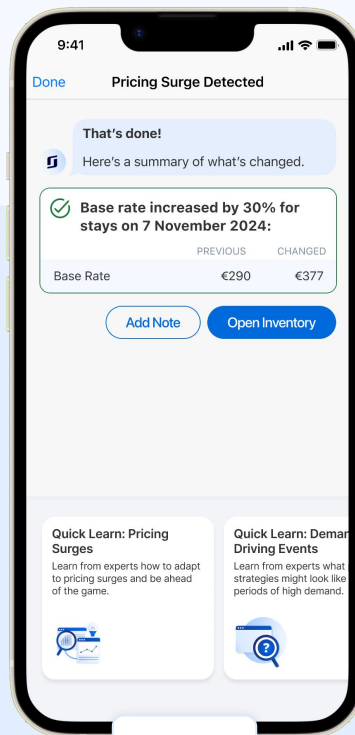 9:41
Done Pricing Surge Detected
That's done!
Here's a summary of what's changed.
Base rate increased by 30% for
stays on 7 November 2024:
PREVIOUS CHANGED
Base Rate €290 €377
Add Note Open Inventory
Quick Learn: Pricing
Surges
Learn from experts how to adapt
to pricing surges and be ahead
of the game.
Quick Learn:
Driving Events
Learn from experts what
strategies might look like
periods of high demand.